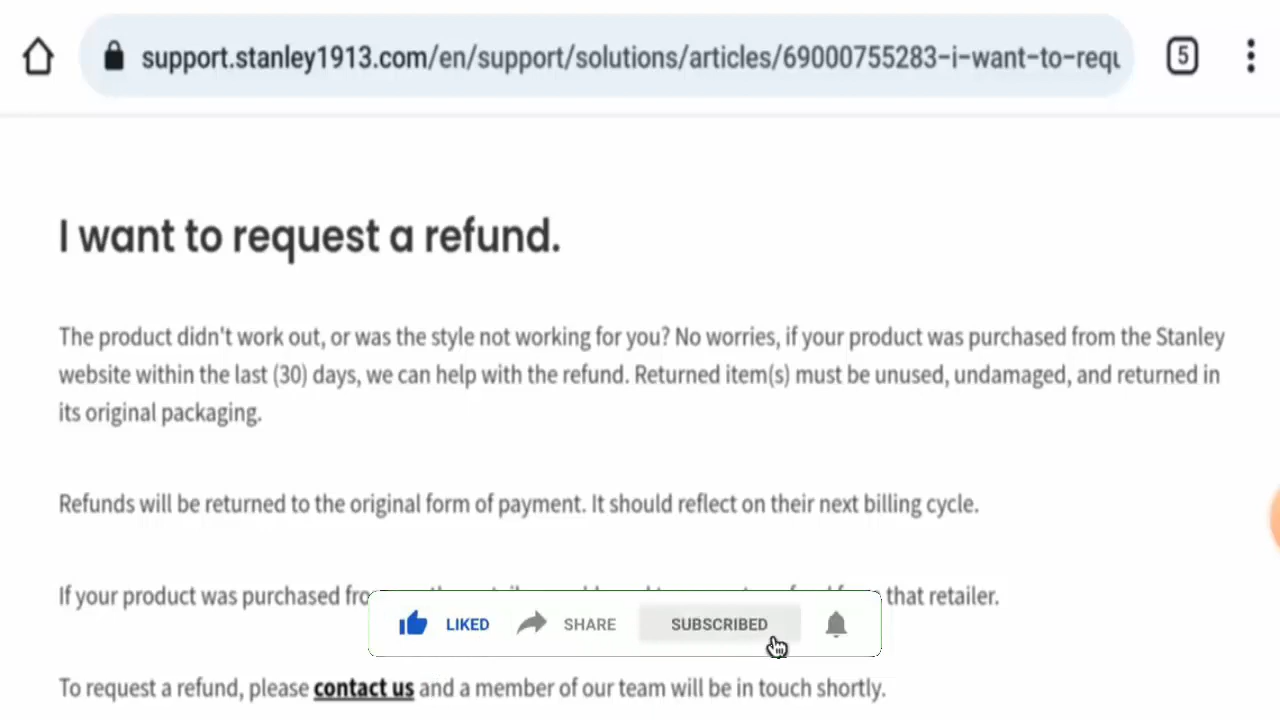 support.stanley1913.com/en/support/solutions/articles/69000755283-i-want-to-requ
5
I want to request a refund.
The product didn't work out, or was the style not working for you? No worries, if your product was purchased from the Stanley
website within the last (30) days, we can help with the refund. Returned item(s) must be unused, undamaged, and returned in
its original packaging.
Refunds will be returned to the original form of payment. It should reflect on their next billing cycle.
If your product was purchased that retailer.
LIKED SHARE SUBSCRIBED
To request a refund, please contact us and a member of our team will be in touch shortly.